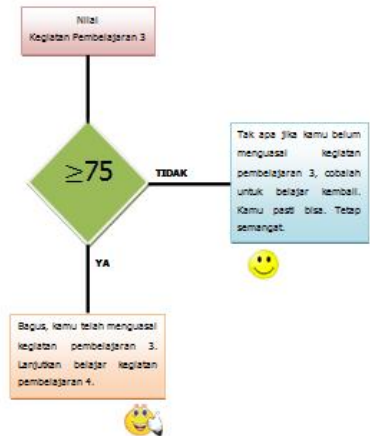 Nilai
Kegiatan Pembelajaran 3
≥75
TIDAK
Tak apa jika kamu belum
menguasai kegiatan
pembelajaran 3, cobalah
untuk belajar kembali.
Kamu pasti bisa. Tetap
semangat.
YA
Bagus, kamu telah menguasai
kegiatan pembelajaran 3.
Lanjutkan belajar kegiatan
pembelajaran 4.